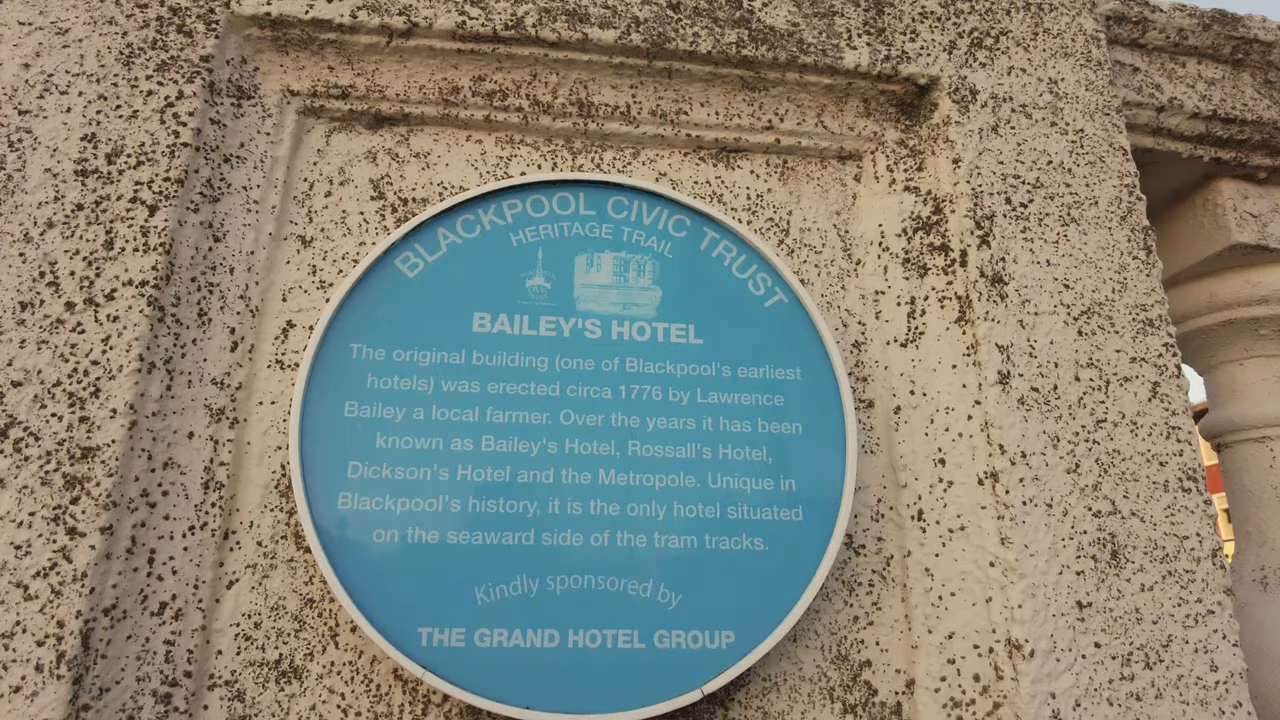 BLACKPOOL CIVIC TRUST
HERITAGE TRAIL
BAILEY'S HOTEL
The original building (one of Blackpool's earliest
hotels) was erected circa 1776 by Lawrence
Bailey a local farmer. Over the years it has been
known as Bailey's Hotel, Rossall's Hotel,
Dickson's Hotel and the Metropole. Unique in
Blackpool's history, it is the only hotel situated
on the seaward side of the tram tracks.
Kindly sponsored by
THE GRAND HOTEL GROUP